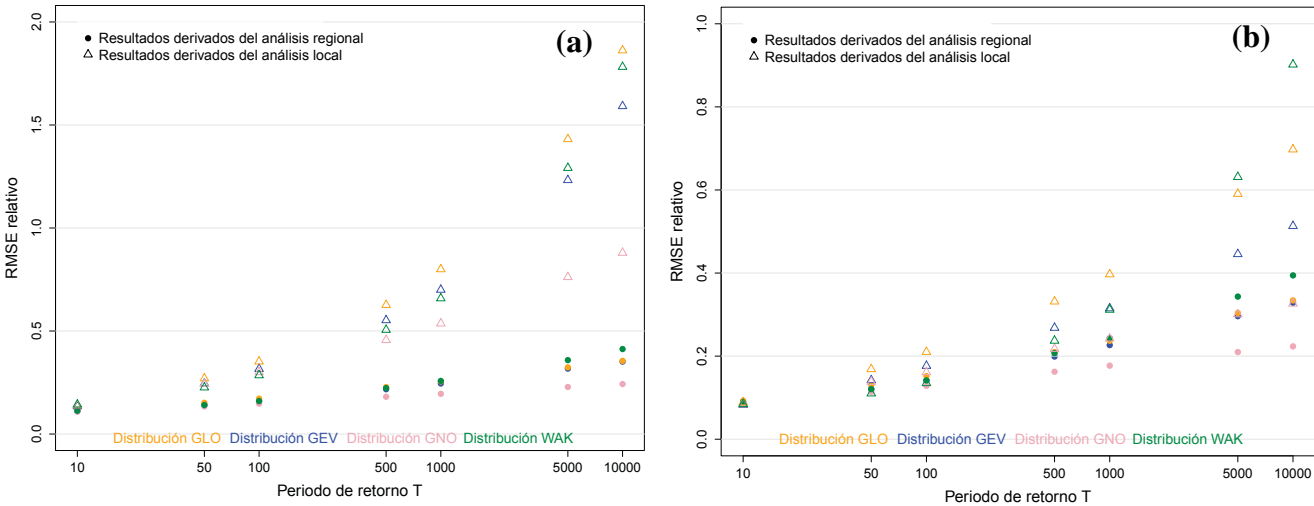 (a)
Resultados derivados del análisis regional
Resultados derivados del análisis local
RMSE relativo
2.0
1.5
1.0
0.5
0.0
Distribución GLO Distribución GEV Distribución GNO Distribución WAK
10 50 100 500 1000 5000 10000
Periodo de retorno T
(b)
Resultados derivados del análisis regional
Resultados derivados del análisis local
RMSE relativo
1.0
0.8
0.6
0.4
0.2
0.0
Distribución GLO Distribución GEV Distribución GNO Distribución WAK
10 50 100 500 1000 5000 10000
Periodo de retorno T